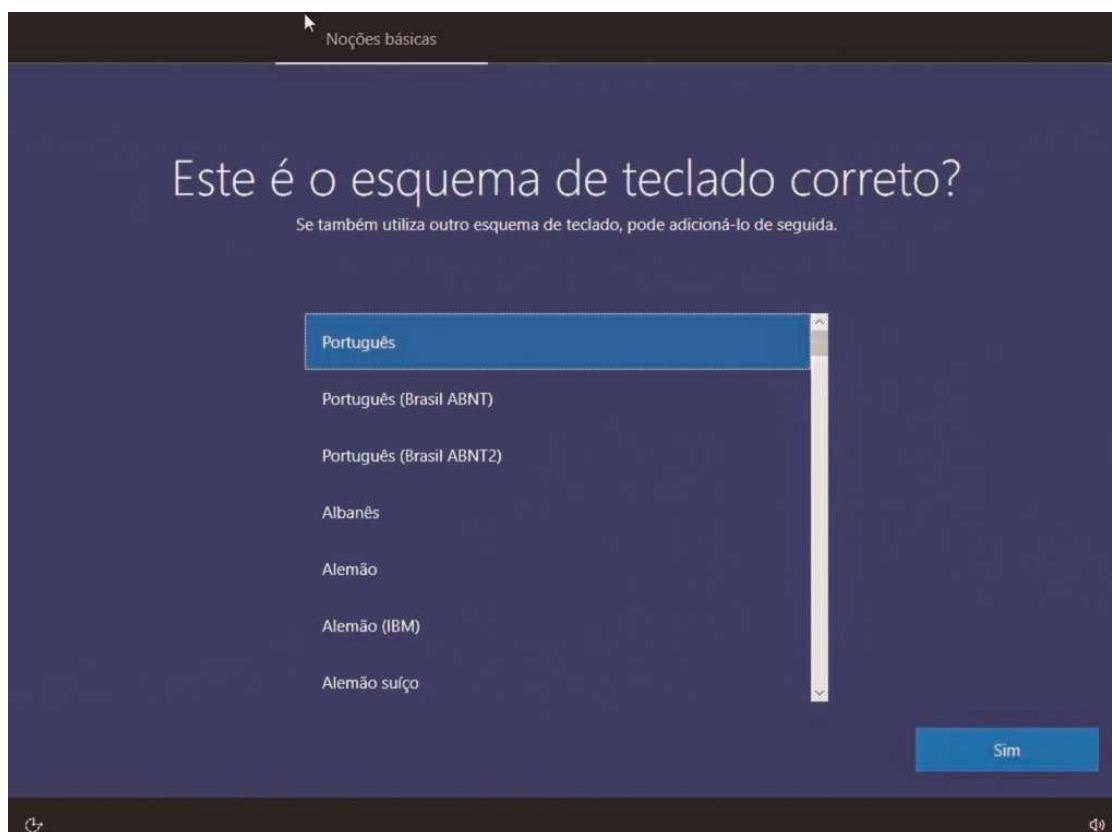 Noções básicas
Este é o esquema de teclado correto?
Se também utiliza outro esquema de teclado, pode adicioná-lo de seguida.
Português
Português (Brasil ABNT)
Português (Brasil ABNT2)
Albanês
Alemão
Alemão (IBM)
Alemão suíço
Sim